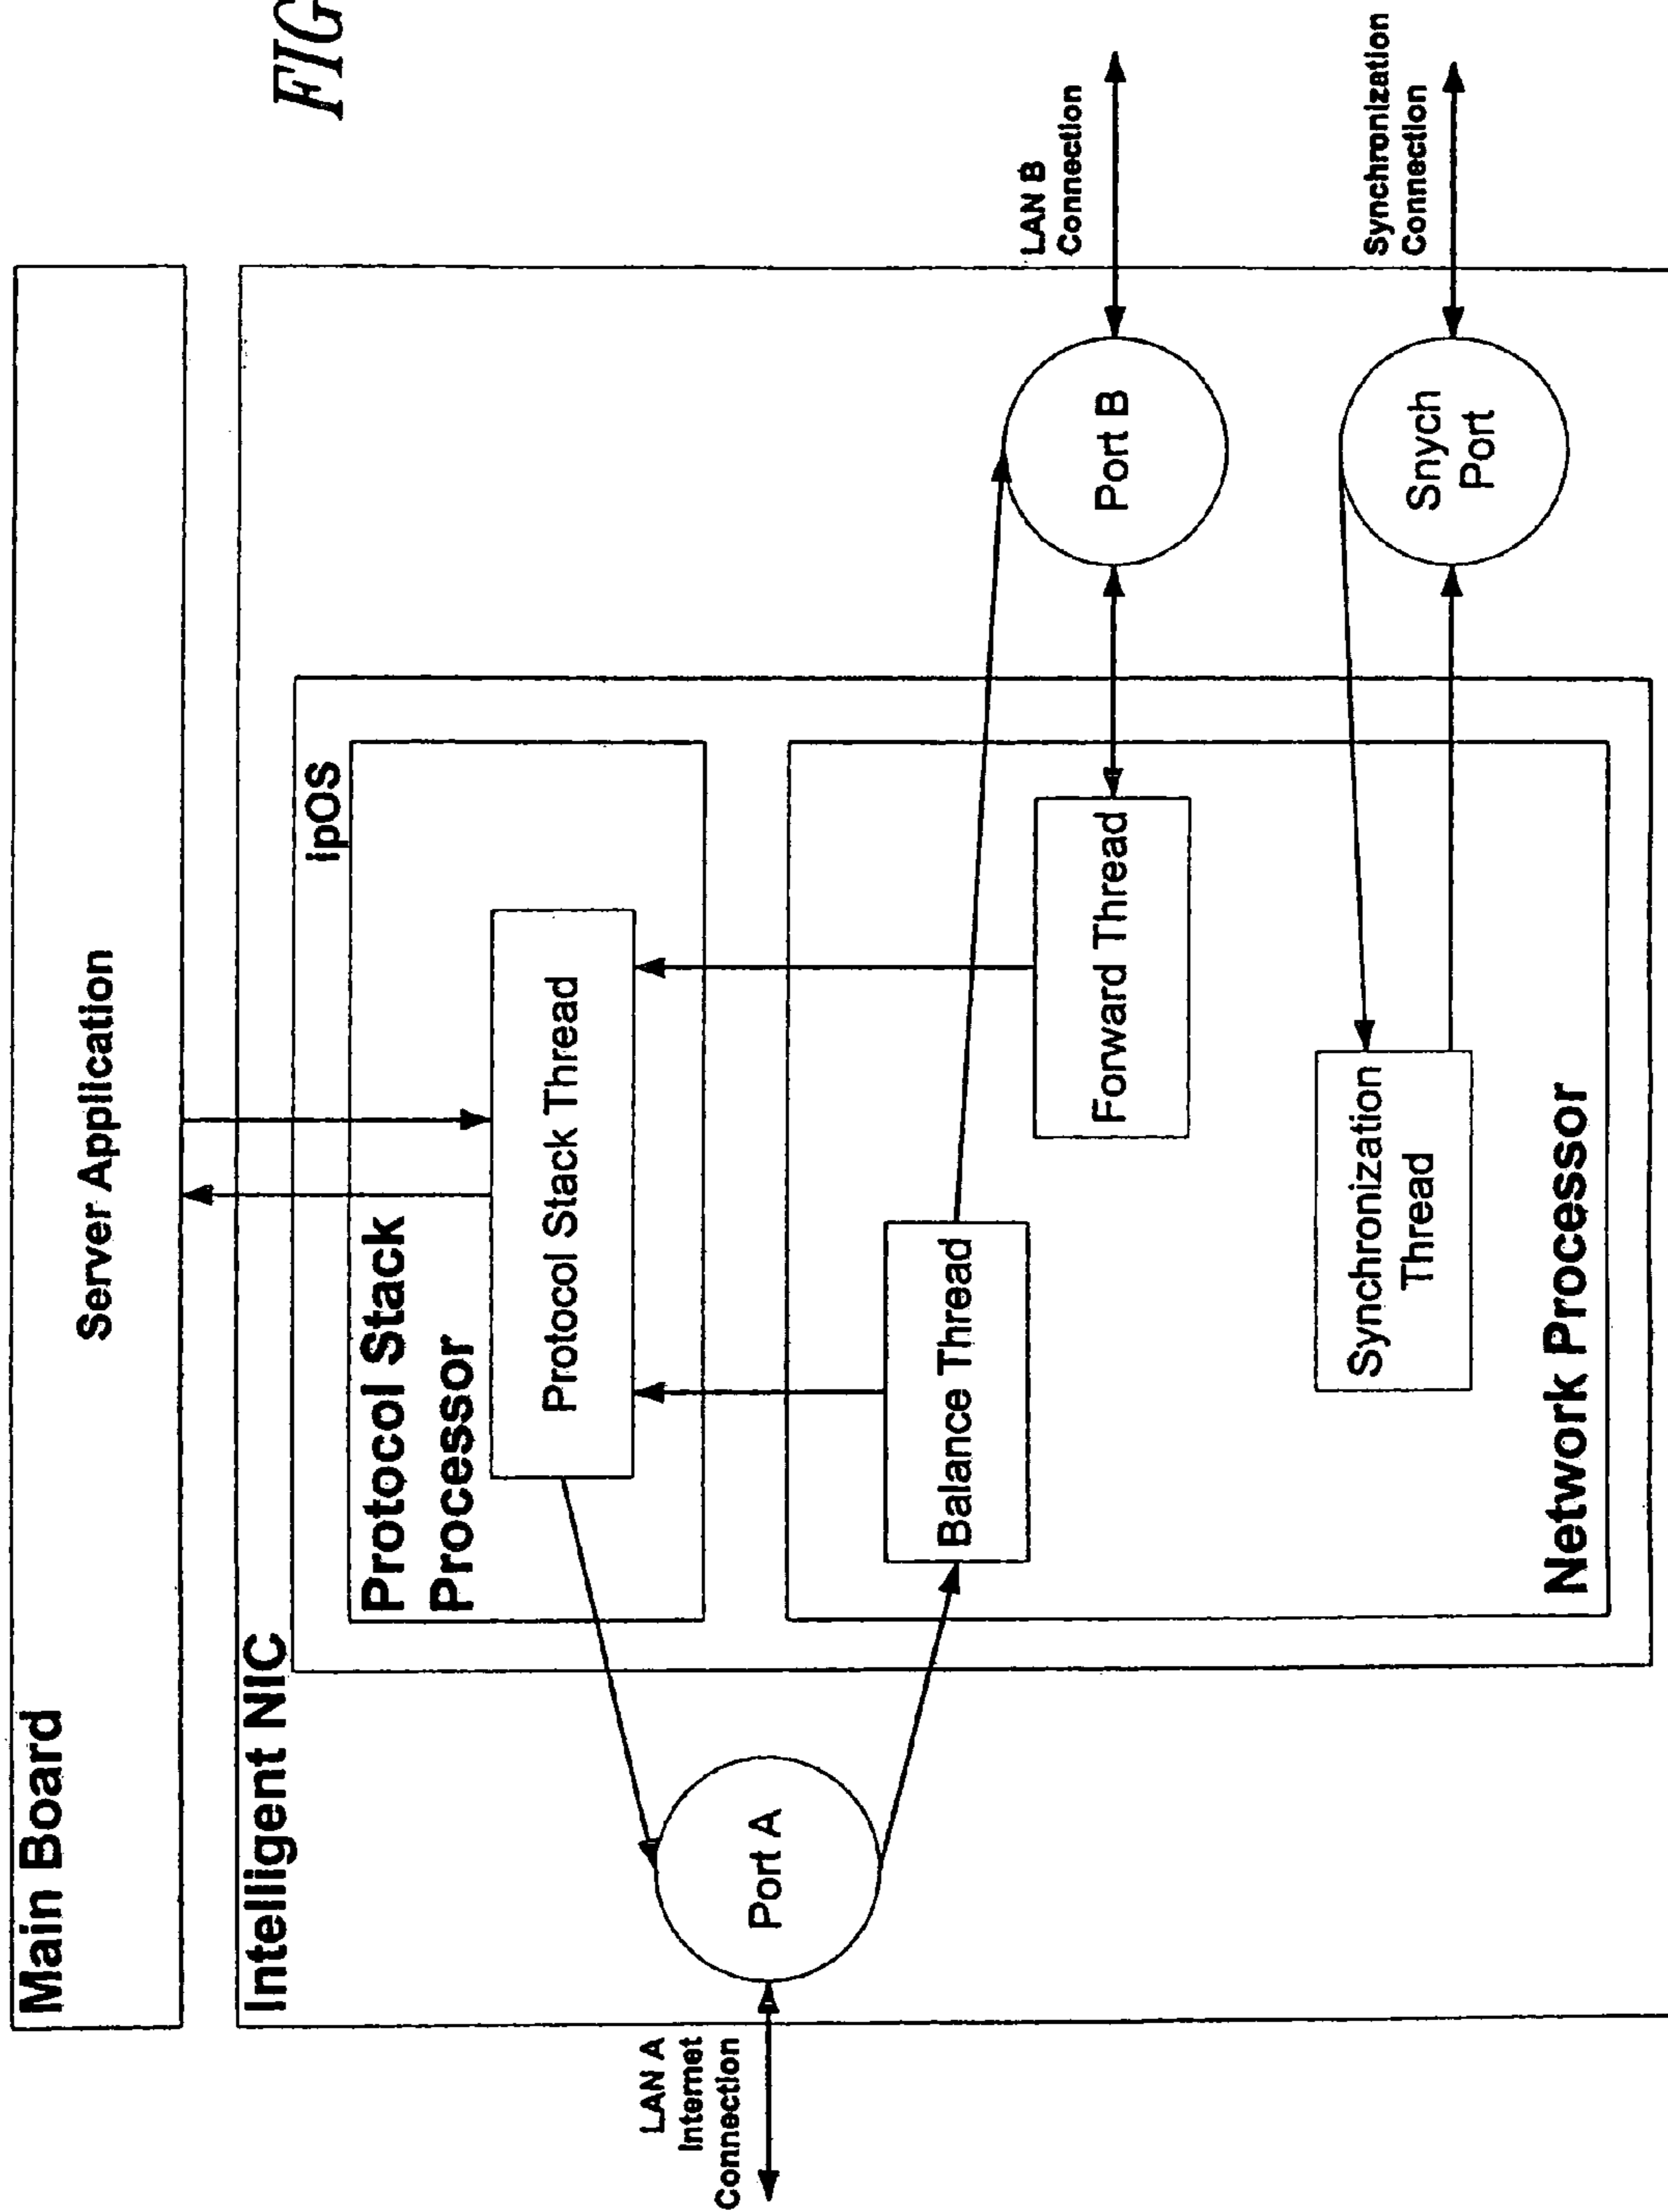 FIG
Main Board
Server Application
Intelligent NIC
ipOS
Protocol Stack
Processor
Protocol Stack Thread
LAN A
Internet
Connection
Port A
Balance Thread
Forward Thread
Port B
LAN B
Connection
Synchronization
Thread
Snych
Port
Synchronization
Connection
Network Processor